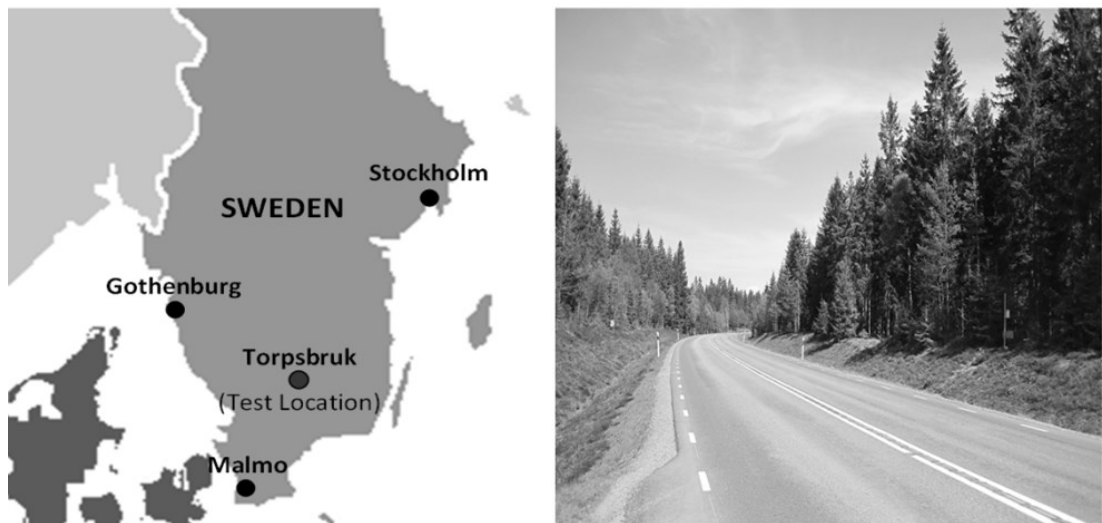 Stockholm
SWEDEN
Gothenburg
Torpsbruk
(Test Location)
Malmo